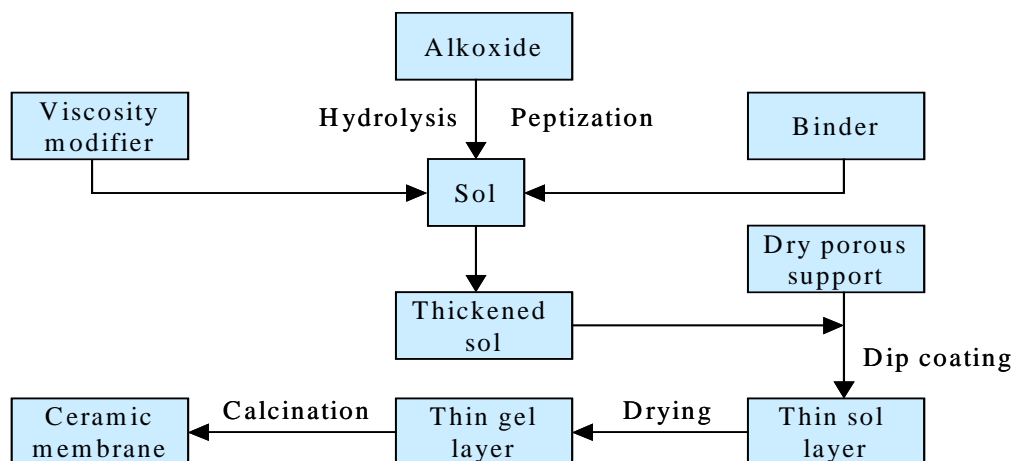 Alkoxide
Viscosity
modifier
Hydrolysis
Peptization
Binder
Sol
Dry porous
support
Thickened
sol
Dip coating
Ceramic
membrane
Calcination
Thin gel
layer
Drying
Thin sol
layer